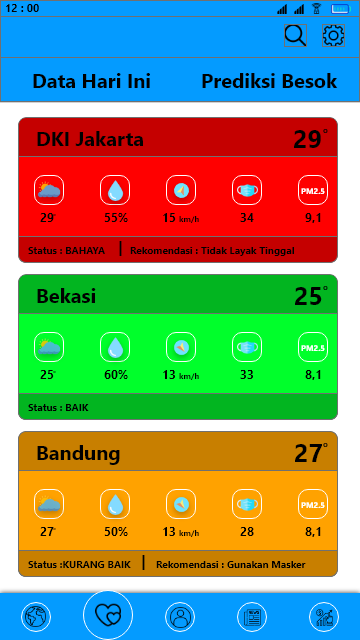 12 : 00
Data Hari Ini Prediksi Besok
DKI Jakarta 29°
PM2.5
29° 55% 15 km/h 34 9,1
Status : BAHAYA | Rekomendasi : Tidak Layak Tinggal
Bekasi 25°
PM2.5
25° 60% 13 km/h 33 8,1
Status : BAIK
Bandung 27°
PM2.5
27° 50% 13 km/h 28 8,1
Status :KURANG BAIK | Rekomendasi : Gunakan Masker
NEWS